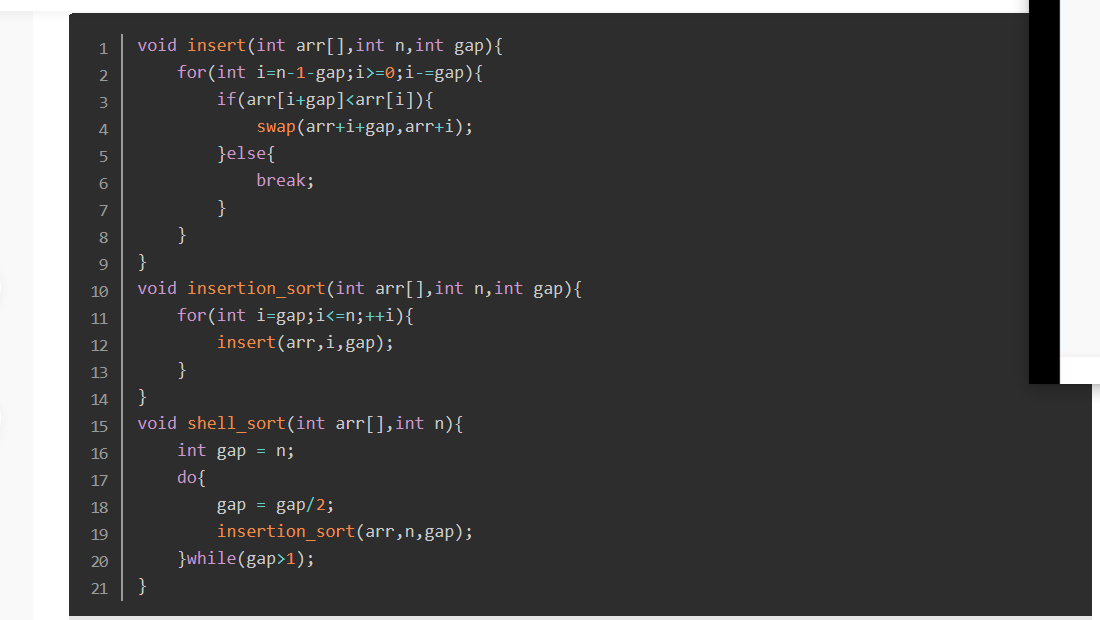 1 void insert(int arr[],int n,int gap){
2     for(int i=n-1-gap;i>=0;i-=gap){
3         if(arr[i+gap]<arr[i]){
4             swap(arr+i+gap,arr+i);
5         }else{
6             break;
7         }
8     }
9 }
10 void insertion_sort(int arr[],int n,int gap){
11     for(int i=gap;i<=n;++i){
12         insert(arr,i,gap);
13     }
14 }
15 void shell_sort(int arr[],int n){
16     int gap = n;
17     do{
18         gap = gap/2;
19         insertion_sort(arr,n,gap);
20     }while(gap>1);
21 }